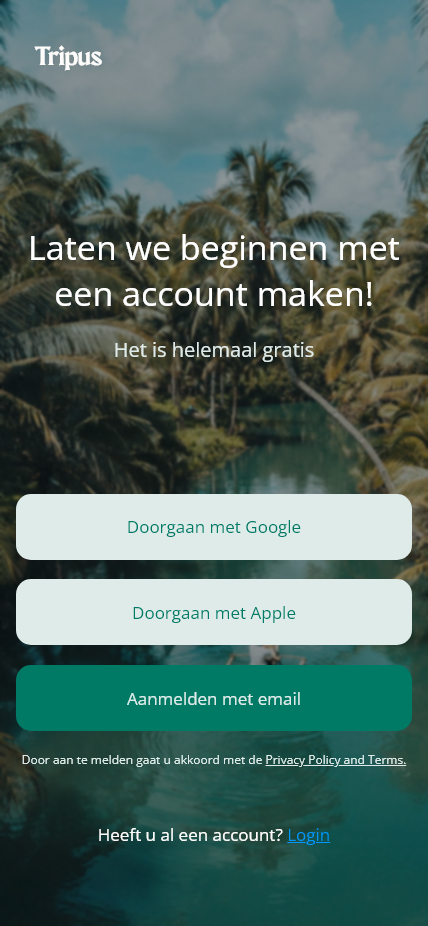 Tripus
Laten we beginnen met
een account maken!
Het is helemaal gratis
Doorgaan met Google
Doorgaan met Apple
Aanmelden met email
Door aan te melden gaat u akkoord met de Privacy Policy and Terms.
Heeft u al een account? Login